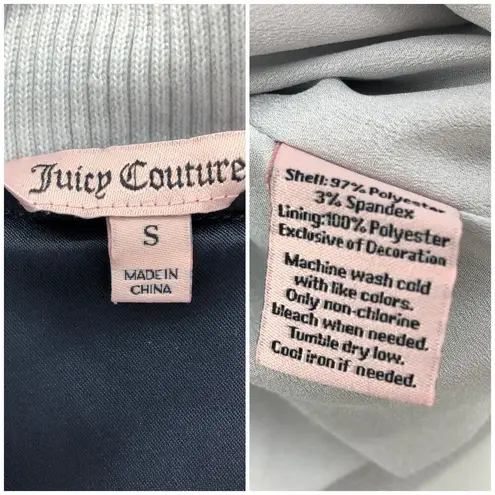 Juicy Couture
S
MADE IN
CHINA
Shell: 97% Polyester
3% Spandex
Lining:100% Polyester
Exclusive of Decoration
Machine wash cold
with like colors.
Only non-chlorine
bleach when needed.
Tumble dry low.
Cool iron if needed.